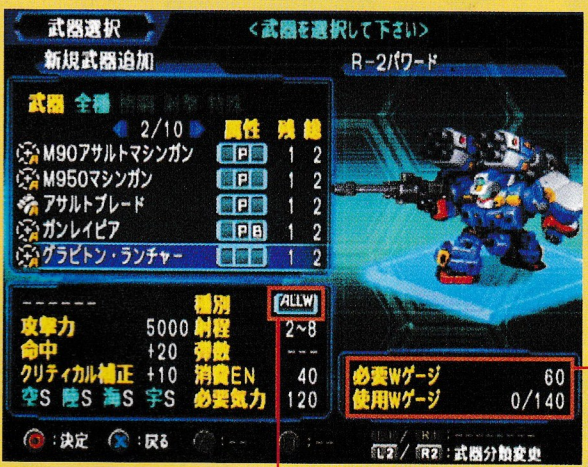 武器選択 <武器を選択して下さい>
新規武器追加 R-2パワード
武器 全種 格闘 射撃 特殊
2/10 属性 残 総
M90アサルトマシンガン P 1 2
M950マシンガン P 1 2
アサルトブレード P 1 2
ガンレイピア PB 1 2
グラビトン・ランチャー 1 2
------ 種別 ALLW
攻撃力 5000 射程 2~8
命中 +20 弾数 ---
クリティカル補正 +10 消費EN 40
空S 陸S 海S 宇S 必要気力 120
必要Wゲージ 60
使用Wゲージ 0/140
:決定 :戻る :-- :--
L1 / R1 :--------
L2 / R2 :武器分類変更